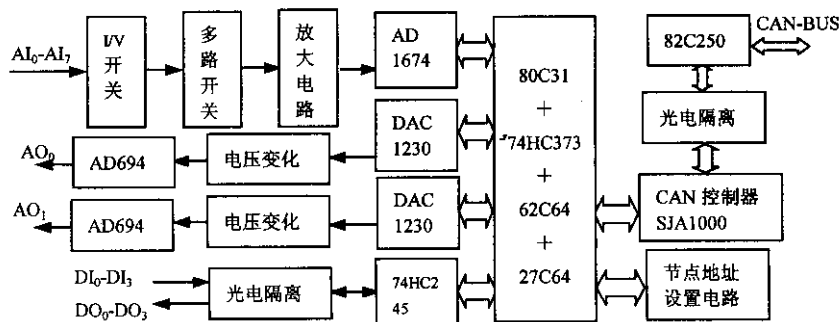 AI₀-AI₇
I/V
开
关
多
路
开
关
放
大
电
路
AD
1674
80C31
+
74HC373
+
62C64
+
27C64
82C250
CAN-BUS
光电隔离
CAN 控制器
SJA1000
节点地址
设置电路
DAC
1230
电压变化
AD694
AO₀
DAC
1230
电压变化
AD694
AO₁
DI₀-DI₃
DO₀-DO₃
光电隔离
74HC2
45